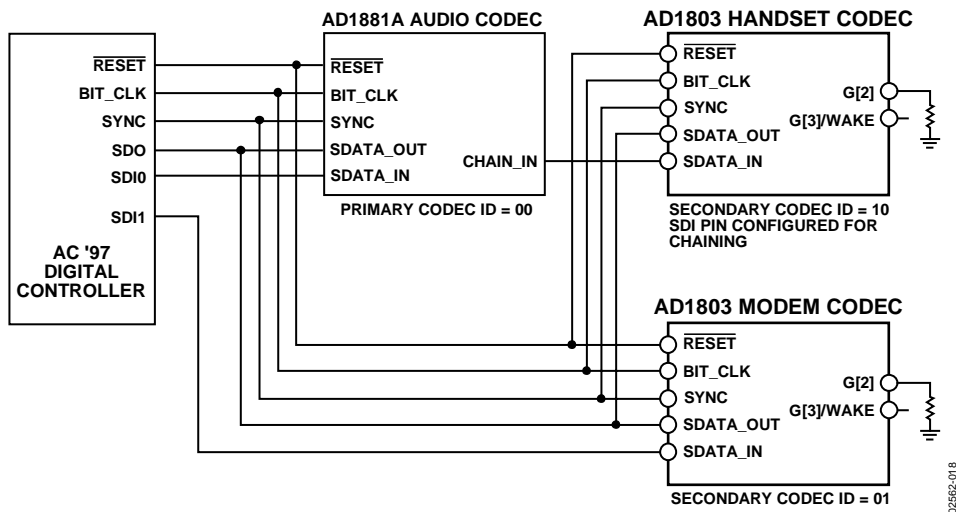 AD1881A AUDIO CODEC
AD1803 HANDSET CODEC
RESET
BIT_CLK
SYNC
SDO
SDI0
SDI1
AC '97
DIGITAL
CONTROLLER
RESET
BIT_CLK
SYNC
SDATA_OUT
SDATA_IN
CHAIN_IN
PRIMARY CODEC ID = 00
RESET
BIT_CLK
SYNC
SDATA_OUT
SDATA_IN
G[2]
G[3]/WAKE
SECONDARY CODEC ID = 10
SDI PIN CONFIGURED FOR
CHAINING
AD1803 MODEM CODEC
RESET
BIT_CLK
SYNC
SDATA_OUT
SDATA_IN
G[2]
G[3]/WAKE
SECONDARY CODEC ID = 01
02562-018